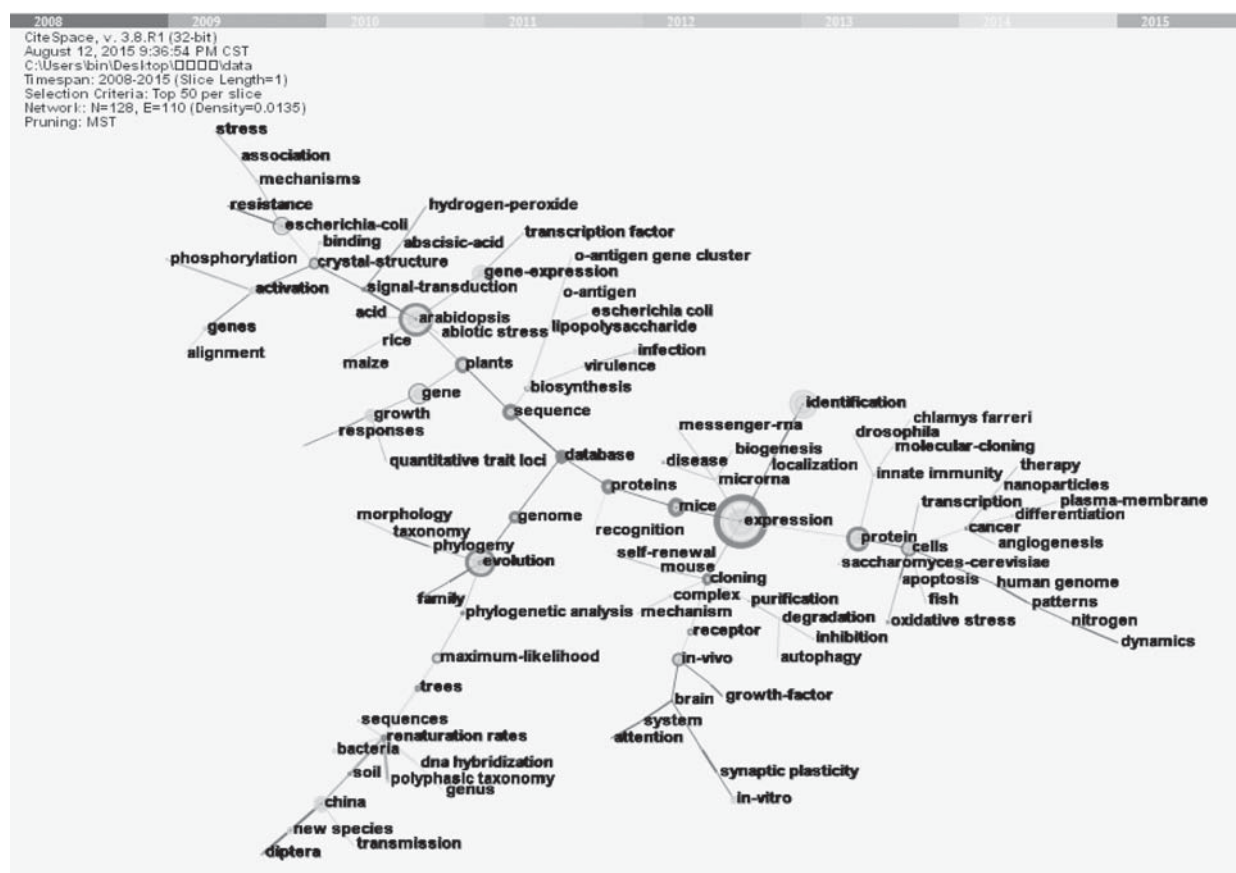 2008 2009 2010 2011 2012 2013 2014 2015
CiteSpace, v. 3.8.R1 (32-bit)
August 12, 2015 9:36:54 PM CST
C:\Users\bin\Desktop\□□□□\data
Timespan: 2008-2015 (Slice Length=1)
Selection Criteria: Top 50 per slice
Network: N=128, E=110 (Density=0.0135)
Pruning: MST
stress
association
mechanisms
resistance
hydrogen-peroxide
escherichia-coli
transcription factor
binding
abscisic-acid
o-antigen gene cluster
phosphorylation
crystal-structure
gene-expression
activation
signal-transduction
o-antigen
acid
arabidopsis
escherichia coli
genes
abiotic stress
lipopolysaccharide
rice
alignment
infection
maize
plants
virulence
biosynthesis
gene
identification
growth
sequence
chlamys farreri
responses
messenger-rna
drosophila
molecular-cloning
quantitative trait loci
database
disease
biogenesis
localization
therapy
innate immunity
microrna
nanoparticles
proteins
transcription
plasma-membrane
morphology
genome
mice
expression
differentiation
taxonomy
recognition
cancer
protein
angiogenesis
phylogeny
self-renewal
cells
evolution
mouse
saccharomyces-cerevisiae
cloning
apoptosis
human genome
family
complex
purification
fish
patterns
phylogenetic analysis
mechanism
degradation
oxidative stress
nitrogen
receptor
inhibition
dynamics
maximum-likelihood
in-vivo
autophagy
trees
brain
growth-factor
sequences
system
renaturation rates
attention
bacteria
dna hybridization
soil
polyphasic taxonomy
synaptic plasticity
genus
china
in-vitro
new species
transmission
diptera